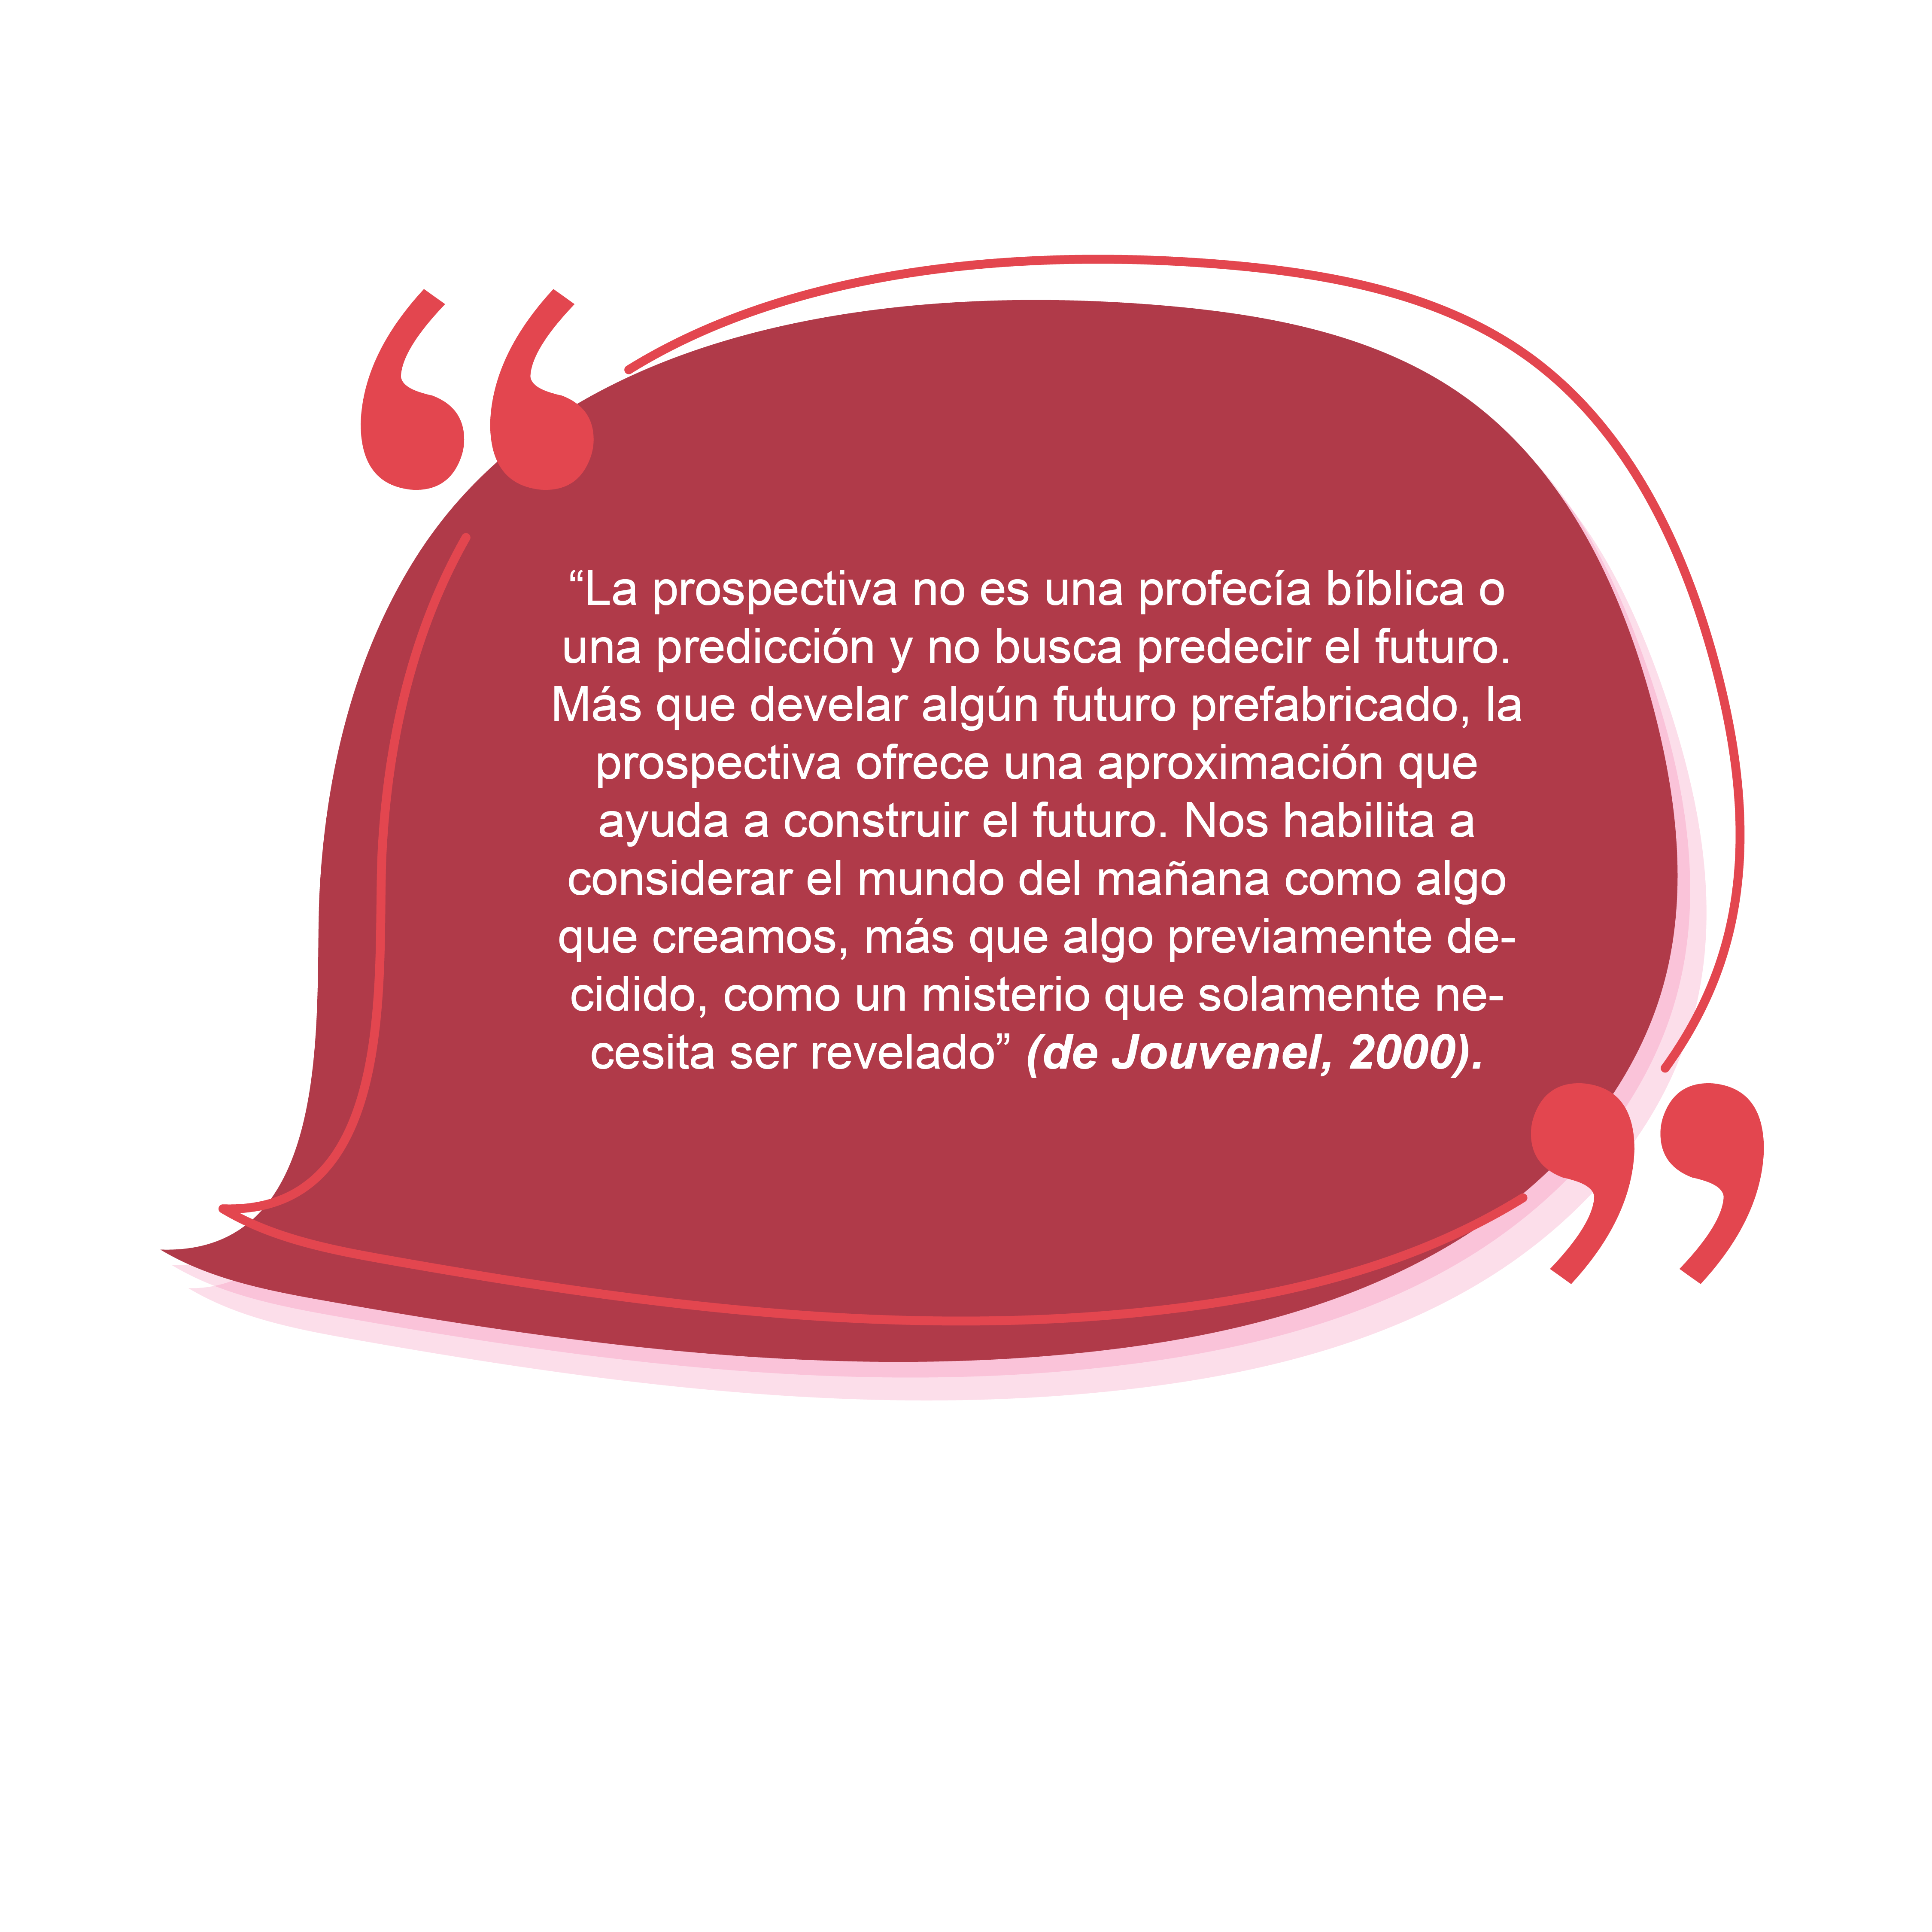 “La prospectiva no es una profecía bíblica o
una predicción y no busca predecir el futuro.
Más que develar algún futuro prefabricado, la
prospectiva ofrece una aproximación que
ayuda a construir el futuro. Nos habilita a
considerar el mundo del mañana como algo
que creamos, más que algo previamente de-
cidido, como un misterio que solamente ne-
cesita ser revelado” (de Jouvenel, 2000).